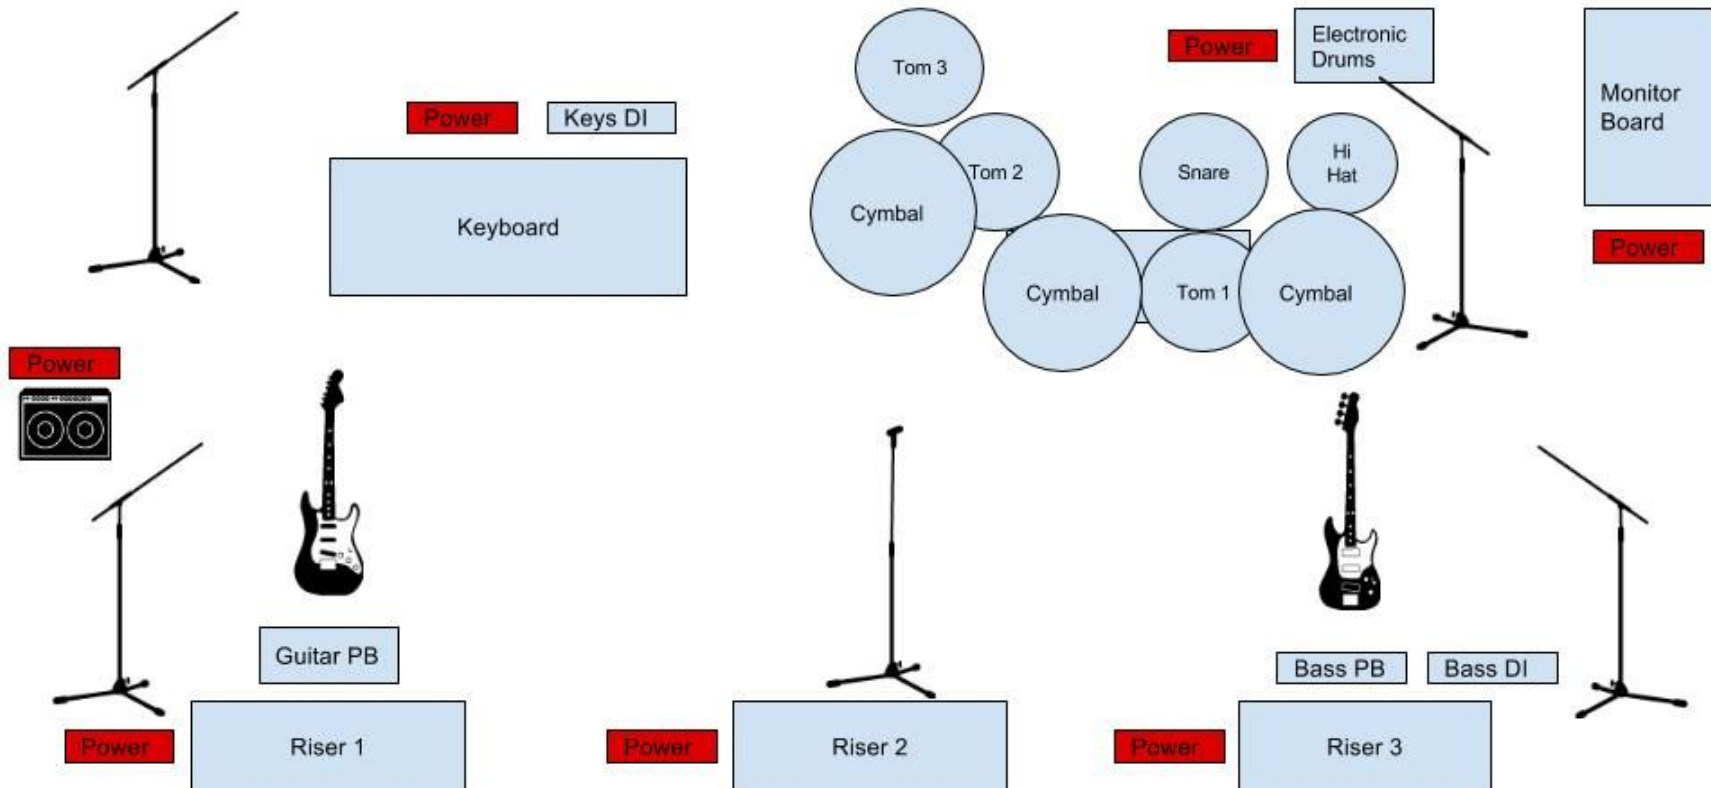 Electronic
Drums
Power
Tom 3
Monitor
Board
Power
Keys DI
Tom 2
Snare
Hi
Hat
Cymbal
Keyboard
Power
Cymbal
Tom 1
Cymbal
Power
Guitar PB
Bass PB
Bass DI
Power
Riser 1
Power
Riser 2
Power
Riser 3